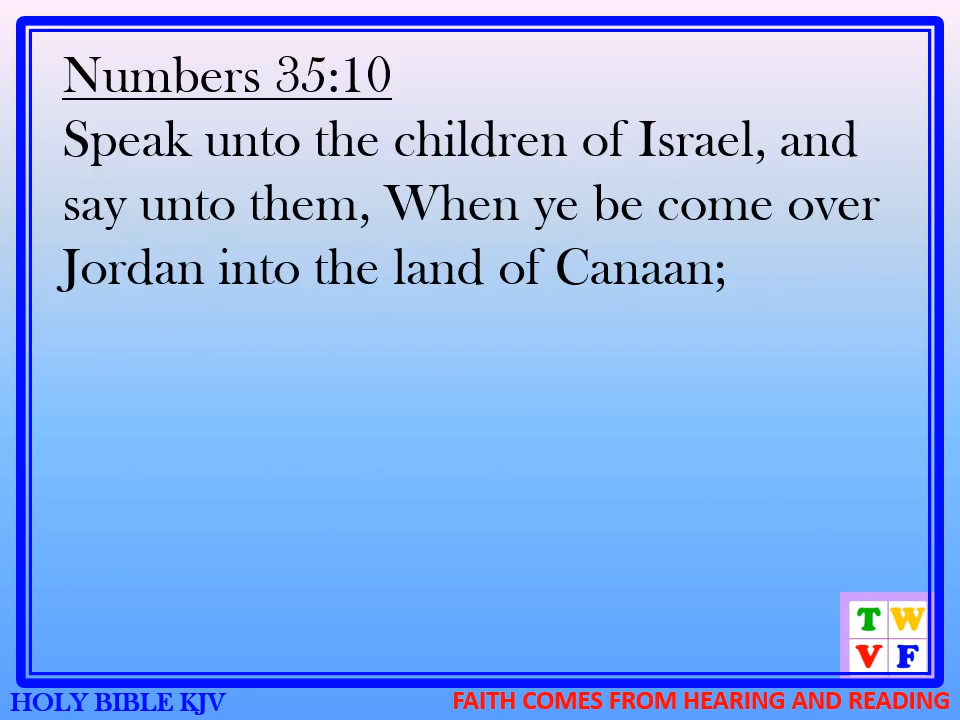 Numbers 35:10
Speak unto the children of Israel, and
say unto them, When ye be come over
Jordan into the land of Canaan;
T W
V F
HOLY BIBLE KJV
FAITH COMES FROM HEARING AND READING